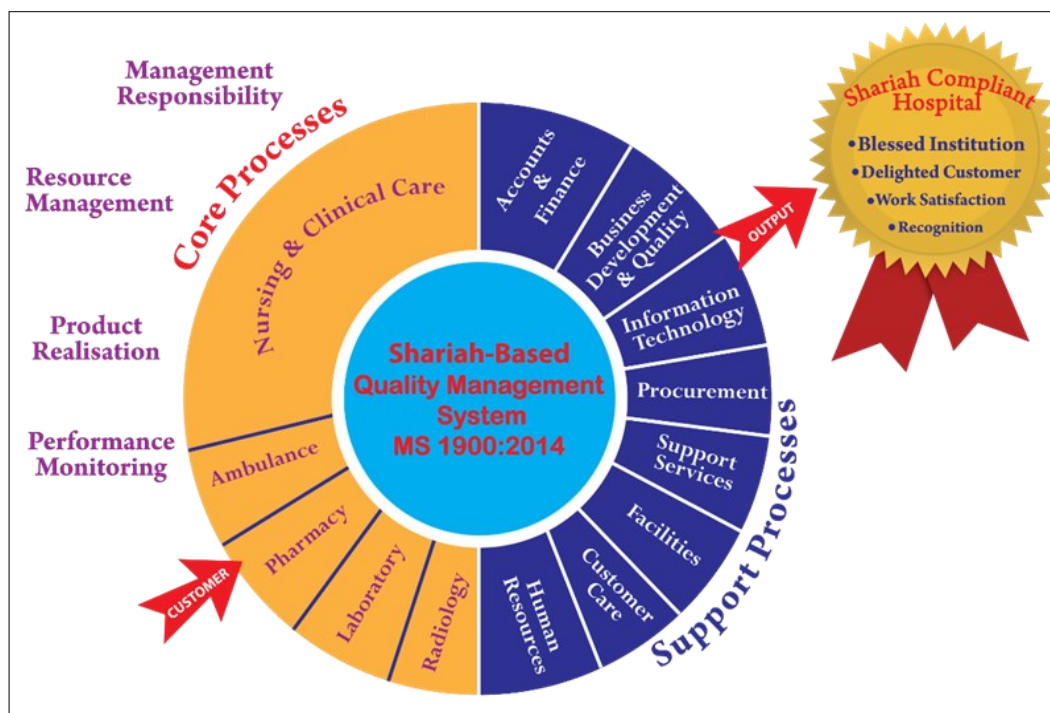 Management
Responsibility
Resource
Management
Product
Realisation
Performance
Monitoring
Core Processes
Nursing & Clinical Care
Ambulance
Pharmacy
Laboratory
Radiology
CUSTOMER
Shariah-Based
Quality Management
System
MS 1900:2014
Accounts
&
Finance
Business
Development
& Quality
Information
Technology
Procurement
Support
Services
Facilities
Customer
Care
Human
Resources
Support Processes
OUTPUT
Shariah Compliant
Hospital
•Blessed Institution
•Delighted Customer
•Work Satisfaction
•Recognition